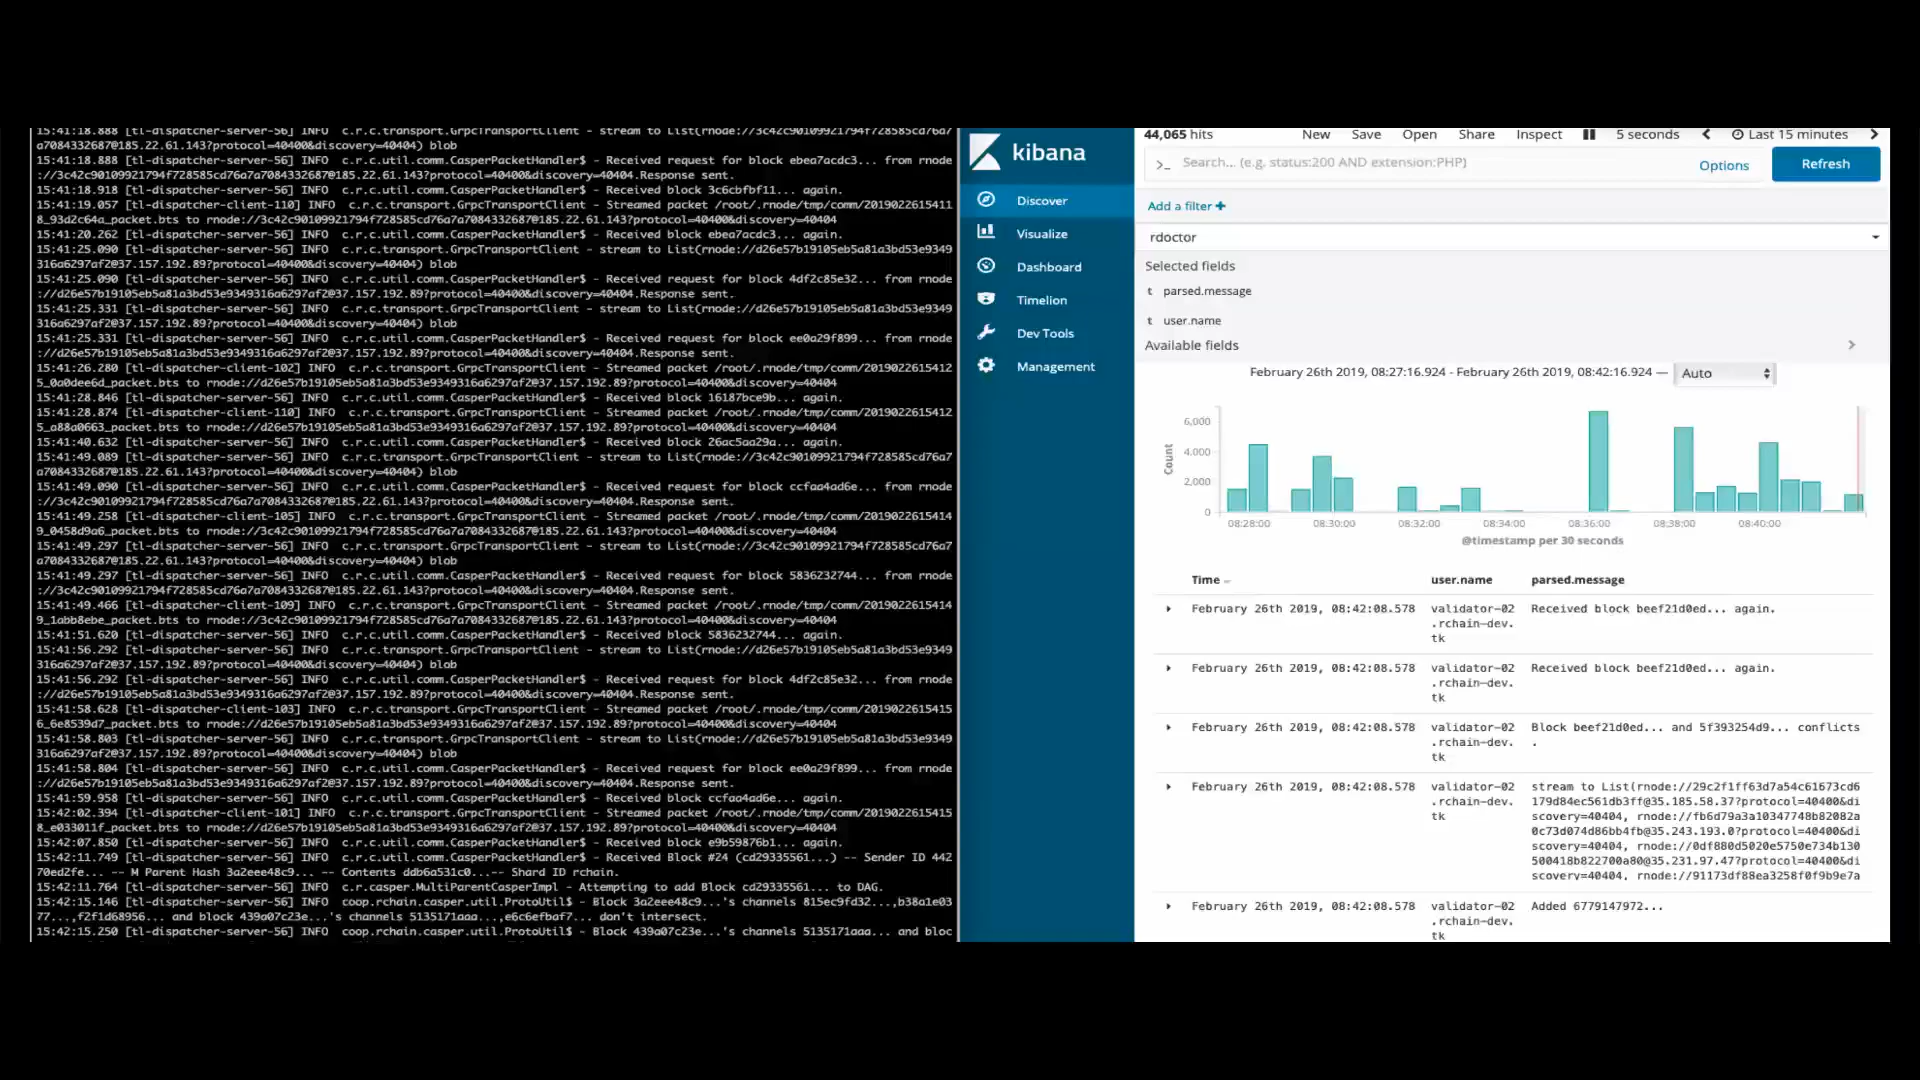 15:41:18.888 [tl-dispatcher-server-56] INFO  c.r.c.transport.GrpcTransportClient - stream to List(rnode://3c42c90109921794f728585cd76a7
a7084332687@185.22.61.143?protocol=40400&discovery=40404) blob
15:41:18.888 [tl-dispatcher-server-56] INFO  c.r.c.util.comm.CasperPacketHandler$ - Received request for block ebea7acdc3... from rnode
://3c42c90109921794f728585cd76a7a7084332687@185.22.61.143?protocol=40400&discovery=40404.Response sent.
15:41:18.918 [tl-dispatcher-server-56] INFO  c.r.c.util.comm.CasperPacketHandler$ - Received block 3c6cbfbf11... again.
15:41:19.057 [tl-dispatcher-client-110] INFO  c.r.c.transport.GrpcTransportClient - Streamed packet /root/.rnode/tmp/comm/2019022615411
8_93d2c64a_packet.bts to rnode://3c42c90109921794f728585cd76a7a7084332687@185.22.61.143?protocol=40400&discovery=40404
15:41:20.262 [tl-dispatcher-server-56] INFO  c.r.c.util.comm.CasperPacketHandler$ - Received block ebea7acdc3... again.
15:41:25.090 [tl-dispatcher-server-56] INFO  c.r.c.transport.GrpcTransportClient - stream to List(rnode://d26e57b19105eb5a81a3bd53e9349
316a6297af2@37.157.192.89?protocol=40400&discovery=40404) blob
15:41:25.090 [tl-dispatcher-server-56] INFO  c.r.c.util.comm.CasperPacketHandler$ - Received request for block 4df2c85e32... from rnode
://d26e57b19105eb5a81a3bd53e9349316a6297af2@37.157.192.89?protocol=40400&discovery=40404.Response sent.
15:41:25.331 [tl-dispatcher-server-56] INFO  c.r.c.transport.GrpcTransportClient - stream to List(rnode://d26e57b19105eb5a81a3bd53e9349
316a6297af2@37.157.192.89?protocol=40400&discovery=40404) blob
15:41:25.331 [tl-dispatcher-server-56] INFO  c.r.c.util.comm.CasperPacketHandler$ - Received request for block ee0a29f899... from rnode
://d26e57b19105eb5a81a3bd53e9349316a6297af2@37.157.192.89?protocol=40400&discovery=40404.Response sent.
15:41:26.280 [tl-dispatcher-client-102] INFO  c.r.c.transport.GrpcTransportClient - Streamed packet /root/.rnode/tmp/comm/2019022615412
5_0a0dee6d_packet.bts to rnode://d26e57b19105eb5a81a3bd53e9349316a6297af2@37.157.192.89?protocol=40400&discovery=40404
15:41:28.846 [tl-dispatcher-server-56] INFO  c.r.c.util.comm.CasperPacketHandler$ - Received block 16187bce9b... again.
15:41:28.874 [tl-dispatcher-client-110] INFO  c.r.c.transport.GrpcTransportClient - Streamed packet /root/.rnode/tmp/comm/2019022615412
5_a88a0663_packet.bts to rnode://d26e57b19105eb5a81a3bd53e9349316a6297af2@37.157.192.89?protocol=40400&discovery=40404
15:41:40.632 [tl-dispatcher-server-56] INFO  c.r.c.util.comm.CasperPacketHandler$ - Received block 26ac5aa29a... again.
15:41:49.089 [tl-dispatcher-server-56] INFO  c.r.c.transport.GrpcTransportClient - stream to List(rnode://3c42c90109921794f728585cd76a7
a7084332687@185.22.61.143?protocol=40400&discovery=40404) blob
15:41:49.090 [tl-dispatcher-server-56] INFO  c.r.c.util.comm.CasperPacketHandler$ - Received request for block ccfaa4ad6e... from rnode
://3c42c90109921794f728585cd76a7a7084332687@185.22.61.143?protocol=40400&discovery=40404.Response sent.
15:41:49.258 [tl-dispatcher-client-105] INFO  c.r.c.transport.GrpcTransportClient - Streamed packet /root/.rnode/tmp/comm/2019022615414
9_0458d9a6_packet.bts to rnode://3c42c90109921794f728585cd76a7a7084332687@185.22.61.143?protocol=40400&discovery=40404
15:41:49.297 [tl-dispatcher-server-56] INFO  c.r.c.transport.GrpcTransportClient - stream to List(rnode://3c42c90109921794f728585cd76a7
a7084332687@185.22.61.143?protocol=40400&discovery=40404) blob
15:41:49.297 [tl-dispatcher-server-56] INFO  c.r.c.util.comm.CasperPacketHandler$ - Received request for block 5836232744... from rnode
://3c42c90109921794f728585cd76a7a7084332687@185.22.61.143?protocol=40400&discovery=40404.Response sent.
15:41:49.466 [tl-dispatcher-client-109] INFO  c.r.c.transport.GrpcTransportClient - Streamed packet /root/.rnode/tmp/comm/2019022615414
9_1abb8ebe_packet.bts to rnode://3c42c90109921794f728585cd76a7a7084332687@185.22.61.143?protocol=40400&discovery=40404
15:41:51.620 [tl-dispatcher-server-56] INFO  c.r.c.util.comm.CasperPacketHandler$ - Received block 5836232744... again.
15:41:56.292 [tl-dispatcher-server-56] INFO  c.r.c.transport.GrpcTransportClient - stream to List(rnode://d26e57b19105eb5a81a3bd53e9349
316a6297af2@37.157.192.89?protocol=40400&discovery=40404) blob
15:41:56.292 [tl-dispatcher-server-56] INFO  c.r.c.util.comm.CasperPacketHandler$ - Received request for block 4df2c85e32... from rnode
://d26e57b19105eb5a81a3bd53e9349316a6297af2@37.157.192.89?protocol=40400&discovery=40404.Response sent.
15:41:58.628 [tl-dispatcher-client-103] INFO  c.r.c.transport.GrpcTransportClient - Streamed packet /root/.rnode/tmp/comm/2019022615415
6_6e8539d7_packet.bts to rnode://d26e57b19105eb5a81a3bd53e9349316a6297af2@37.157.192.89?protocol=40400&discovery=40404
15:41:58.803 [tl-dispatcher-server-56] INFO  c.r.c.transport.GrpcTransportClient - stream to List(rnode://d26e57b19105eb5a81a3bd53e9349
316a6297af2@37.157.192.89?protocol=40400&discovery=40404) blob
15:41:58.804 [tl-dispatcher-server-56] INFO  c.r.c.util.comm.CasperPacketHandler$ - Received request for block ee0a29f899... from rnode
://d26e57b19105eb5a81a3bd53e9349316a6297af2@37.157.192.89?protocol=40400&discovery=40404.Response sent.
15:41:59.958 [tl-dispatcher-server-56] INFO  c.r.c.util.comm.CasperPacketHandler$ - Received block ccfaa4ad6e... again.
15:42:02.394 [tl-dispatcher-client-101] INFO  c.r.c.transport.GrpcTransportClient - Streamed packet /root/.rnode/tmp/comm/2019022615415
8_e033011f_packet.bts to rnode://d26e57b19105eb5a81a3bd53e9349316a6297af2@37.157.192.89?protocol=40400&discovery=40404
15:42:07.850 [tl-dispatcher-server-56] INFO  c.r.c.util.comm.CasperPacketHandler$ - Received block e9b59876b1... again.
15:42:11.749 [tl-dispatcher-server-56] INFO  c.r.c.util.comm.CasperPacketHandler$ - Received Block #24 (cd29335561...) -- Sender ID 442
70ed2fe... -- M Parent Hash 3a2eee48c9... -- Contents ddb6a531c0...-- Shard ID rchain.
15:42:11.764 [tl-dispatcher-server-56] INFO  c.r.casper.MultiParentCasperImpl - Attempting to add Block cd29335561... to DAG.
15:42:15.146 [tl-dispatcher-server-56] INFO  coop.rchain.casper.util.ProtoUtil$ - Block 3a2eee48c9...'s channels 815ec9fd32...,b38a1e03
77...,f2f1d68956... and block 439a07c23e...'s channels 5135171aaa...,e6c6efbaf7... don't intersect.
15:42:15.250 [tl-dispatcher-server-56] INFO  coop.rchain.casper.util.ProtoUtil$ - Block 439a07c23e...'s channels 5135171aaa... and bloc
kibana
Discover
Visualize
Dashboard
Timelion
Dev Tools
Management
44,065 hits
New Save Open Share Inspect 5 seconds Last 15 minutes
>_ Search... (e.g. status:200 AND extension:PHP) Options Refresh
Add a filter +
rdoctor
Selected fields
t parsed.message
t user.name
Available fields
February 26th 2019, 08:27:16.924 - February 26th 2019, 08:42:16.924 — Auto
Count
6,000
4,000
2,000
0
08:28:00 08:30:00 08:32:00 08:34:00 08:36:00 08:38:00 08:40:00
@timestamp per 30 seconds
Time user.name parsed.message
February 26th 2019, 08:42:08.578 validator-02 Received block beef21d0ed... again.
.rchain-dev.
tk
February 26th 2019, 08:42:08.578 validator-02 Received block beef21d0ed... again.
.rchain-dev.
tk
February 26th 2019, 08:42:08.578 validator-02 Block beef21d0ed... and 5f393254d9... conflicts
.rchain-dev. .
tk
February 26th 2019, 08:42:08.578 validator-02 stream to List(rnode://29c2f1ff63d7a54c61673cd6
.rchain-dev. 179d84ec561db3ff@35.185.58.37?protocol=40400&di
tk scovery=40404, rnode://fb6d79a3a10347748b82082a
0c73d074d86bb4fb@35.243.193.0?protocol=40400&di
scovery=40404, rnode://0df880d5020e5750e734b130
500418b822700a80@35.231.97.47?protocol=40400&di
scovery=40404, rnode://91173df88ea3258f0f9b9e7a
February 26th 2019, 08:42:08.578 validator-02 Added 6779147972...
.rchain-dev.
tk